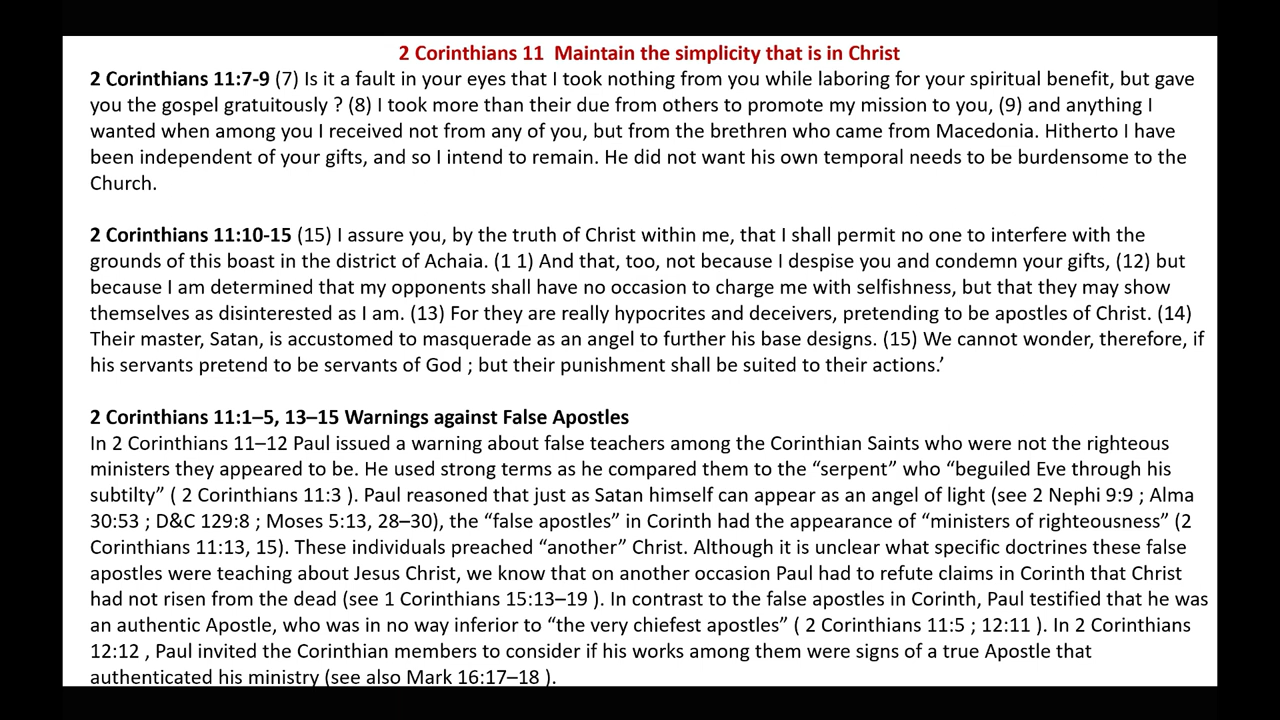 2 Corinthians 11  Maintain the simplicity that is in Christ
2 Corinthians 11:7-9 (7) Is it a fault in your eyes that I took nothing from you while laboring for your spiritual benefit, but gave
you the gospel gratuitously ? (8) I took more than their due from others to promote my mission to you, (9) and anything I
wanted when among you I received not from any of you, but from the brethren who came from Macedonia. Hitherto I have
been independent of your gifts, and so I intend to remain. He did not want his own temporal needs to be burdensome to the
Church.
2 Corinthians 11:10-15 (15) I assure you, by the truth of Christ within me, that I shall permit no one to interfere with the
grounds of this boast in the district of Achaia. (1 1) And that, too, not because I despise you and condemn your gifts, (12) but
because I am determined that my opponents shall have no occasion to charge me with selfishness, but that they may show
themselves as disinterested as I am. (13) For they are really hypocrites and deceivers, pretending to be apostles of Christ. (14)
Their master, Satan, is accustomed to masquerade as an angel to further his base designs. (15) We cannot wonder, therefore, if
his servants pretend to be servants of God ; but their punishment shall be suited to their actions.’
2 Corinthians 11:1–5, 13–15 Warnings against False Apostles
In 2 Corinthians 11–12 Paul issued a warning about false teachers among the Corinthian Saints who were not the righteous
ministers they appeared to be. He used strong terms as he compared them to the “serpent” who “beguiled Eve through his
subtilty” ( 2 Corinthians 11:3 ). Paul reasoned that just as Satan himself can appear as an angel of light (see 2 Nephi 9:9 ; Alma
30:53 ; D&C 129:8 ; Moses 5:13, 28–30), the “false apostles” in Corinth had the appearance of “ministers of righteousness” (2
Corinthians 11:13, 15). These individuals preached “another” Christ. Although it is unclear what specific doctrines these false
apostles were teaching about Jesus Christ, we know that on another occasion Paul had to refute claims in Corinth that Christ
had not risen from the dead (see 1 Corinthians 15:13–19 ). In contrast to the false apostles in Corinth, Paul testified that he was
an authentic Apostle, who was in no way inferior to “the very chiefest apostles” ( 2 Corinthians 11:5 ; 12:11 ). In 2 Corinthians
12:12 , Paul invited the Corinthian members to consider if his works among them were signs of a true Apostle that
authenticated his ministry (see also Mark 16:17–18 ).